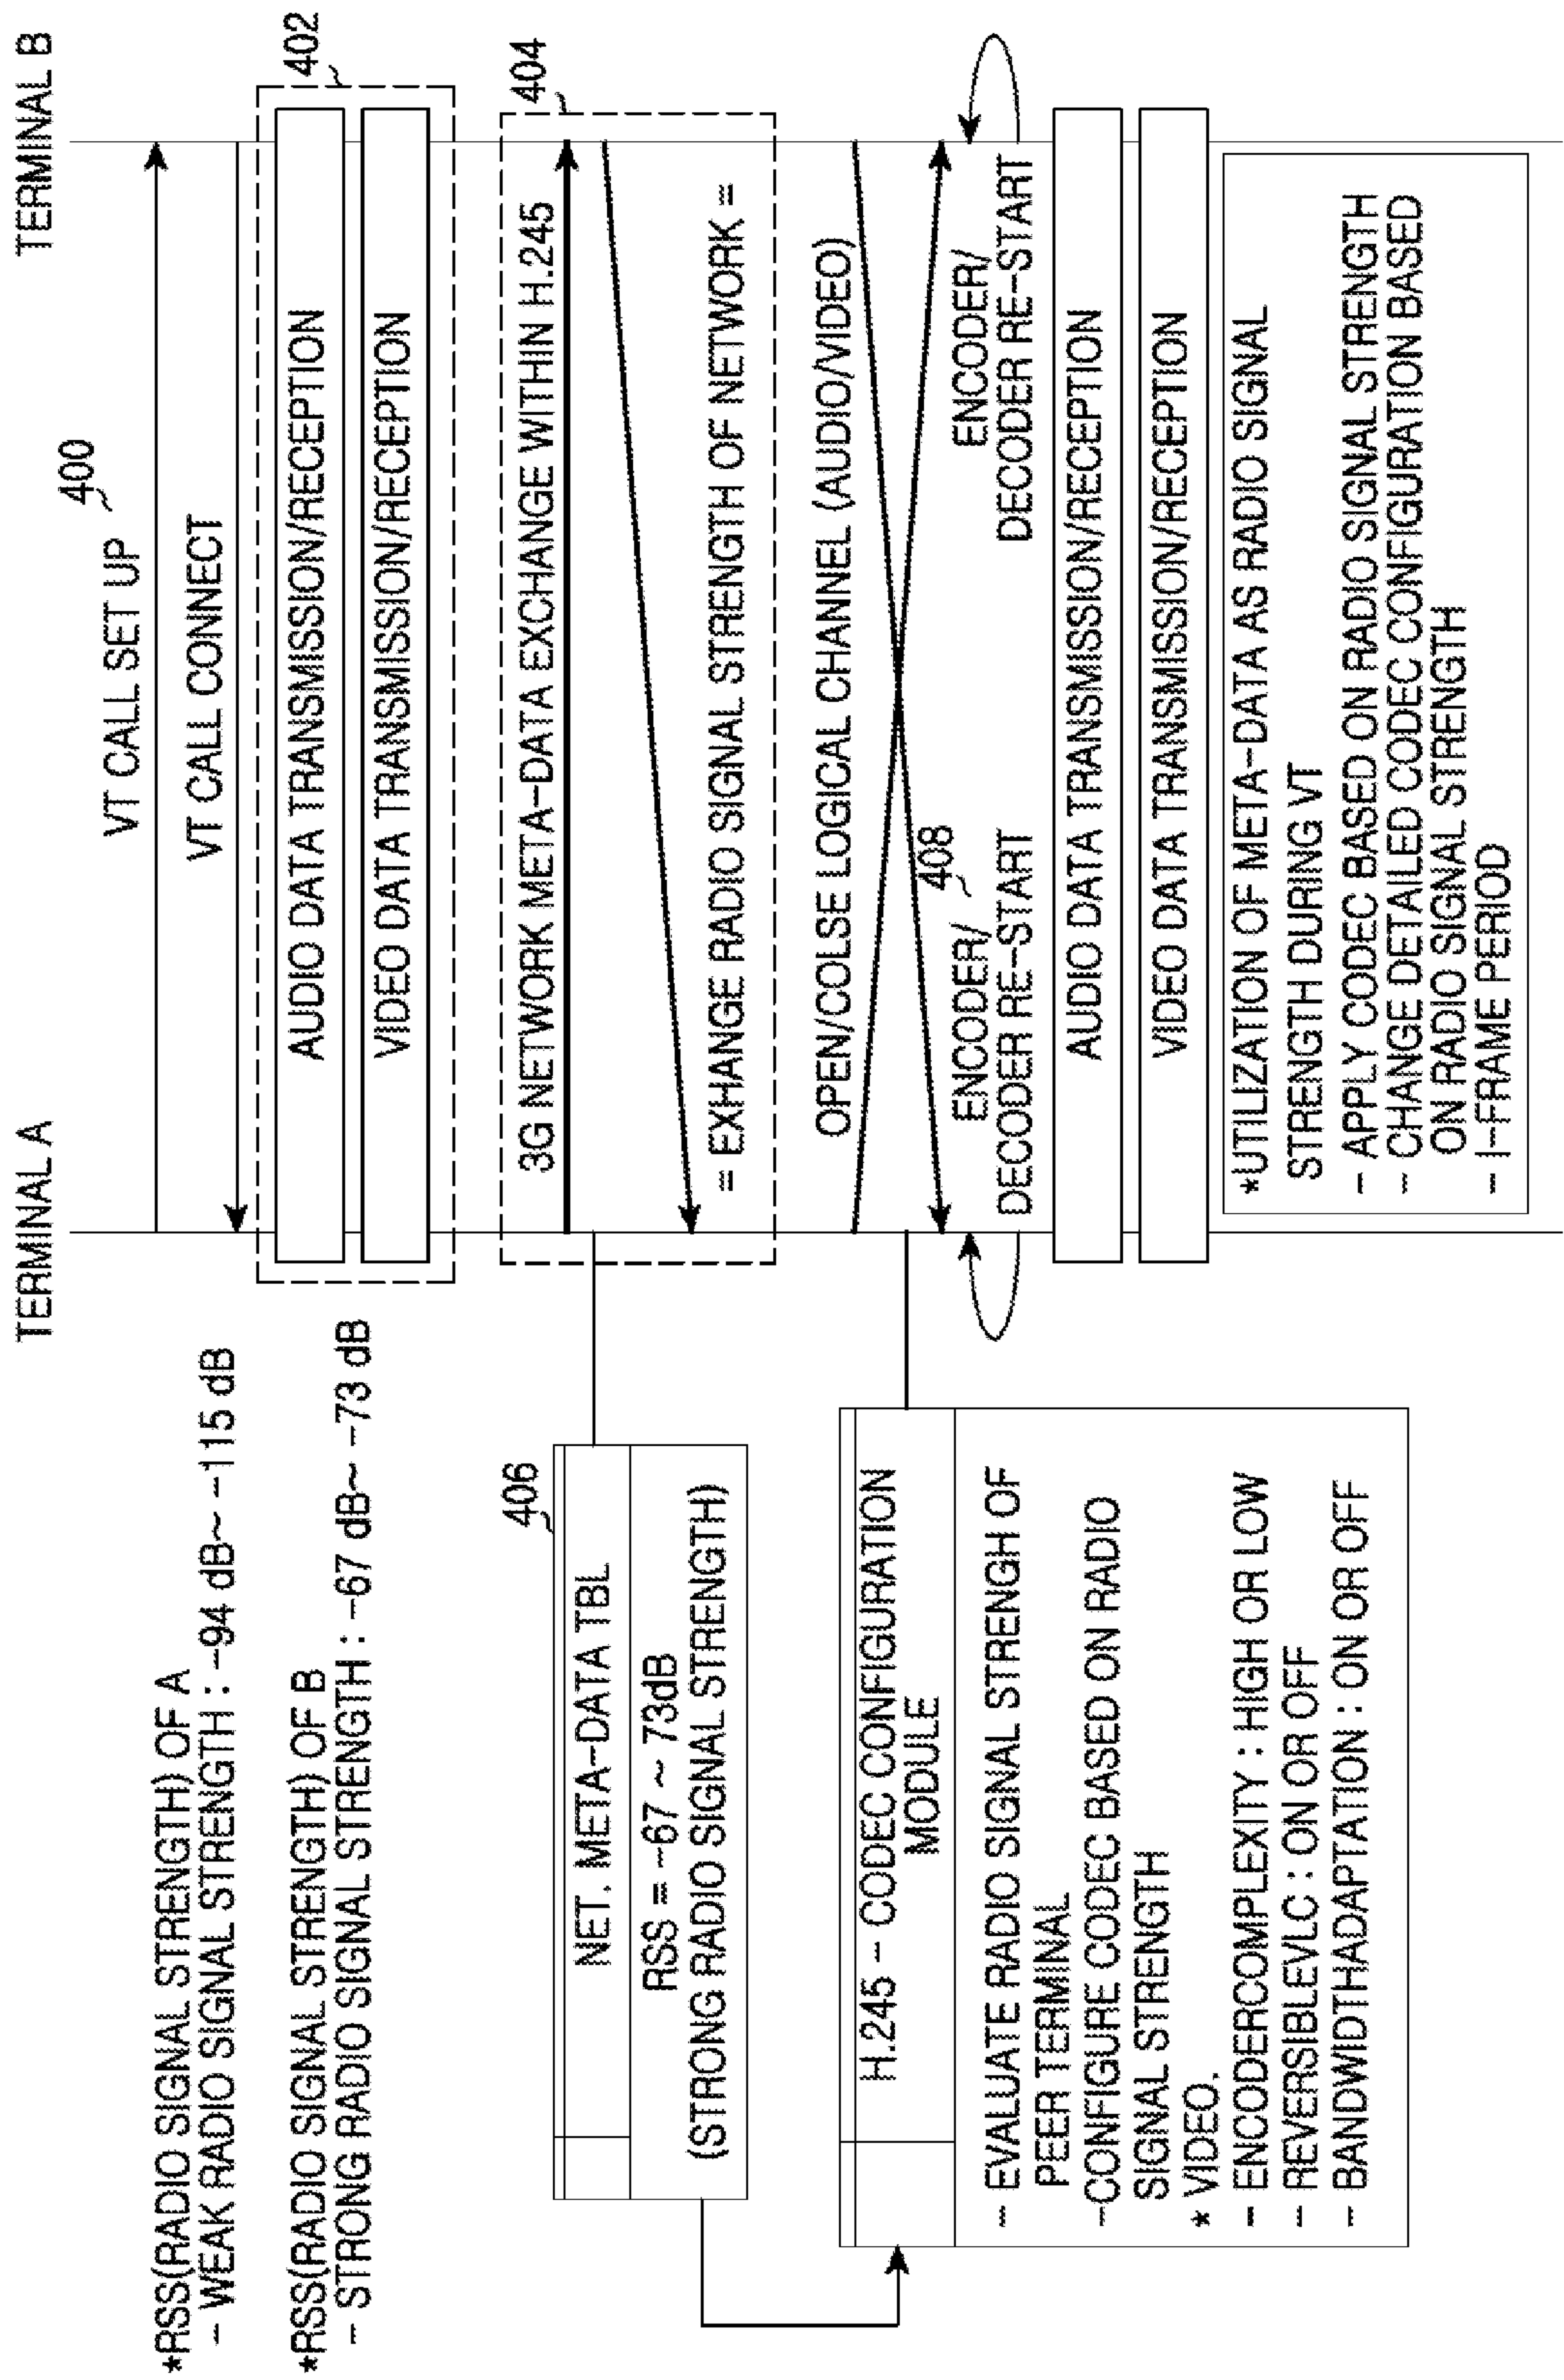 TERMINAL A
TERMINAL B
VT CALL SET UP
400
VT CALL CONNECT
*RSS(RADIO SIGNAL STRENGTH) OF A
- WEAK RADIO SIGNAL STRENGTH : -94 dB~ -115 dB
*RSS(RADIO SIGNAL STRENGTH) OF B
- STRONG RADIO SIGNAL STRENGTH : -67 dB~ -73 dB
402
AUDIO DATA TRANSMISSION/RECEPTION
VIDEO DATA TRANSMISSION/RECEPTION
404
3G NETWORK META-DATA EXCHANGE WITHIN H.245
= EXHANGE RADIO SIGNAL STRENGTH OF NETWORK =
406
NET. META-DATA TBL
RSS = -67 ~ 73dB
(STRONG RADIO SIGNAL STRENGTH)
OPEN/COLSE LOGICAL CHANNEL (AUDIO/VIDEO)
H.245 - CODEC CONFIGURATION
MODULE
- EVALUATE RADIO SIGNAL STRENGH OF
PEER TERMINAL
-CONFIGURE CODEC BASED ON RADIO
SIGNAL STRENGTH
* VIDEO.
- ENCODERCOMPLEXITY : HIGH OR LOW
- REVERSIBLEVLC : ON OR OFF
- BANDWIDTHADAPTATION : ON OR OFF
408
ENCODER/
DECODER RE-START
ENCODER/
DECODER RE-START
AUDIO DATA TRANSMISSION/RECEPTION
VIDEO DATA TRANSMISSION/RECEPTION
*UTILIZATION OF META-DATA AS RADIO SIGNAL
STRENGTH DURING VT
- APPLY CODEC BASED ON RADIO SIGNAL STRENGTH
- CHANGE DETAILED CODEC CONFIGURATION BASED
ON RADIO SIGNAL STRENGTH
- I-FRAME PERIOD